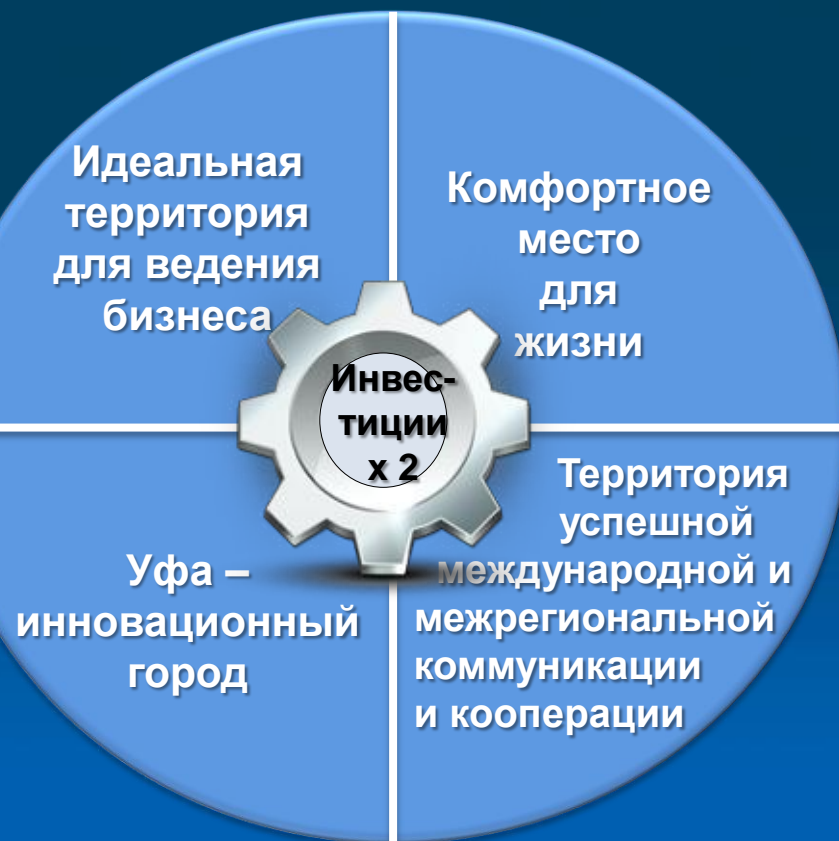 Идеальная
территория
для ведения
бизнеса
Комфортное
место
для
жизни
Инвес-
тиции
х 2
Уфа –
инновационный
город
Территория
успешной
международной и
межрегиональной
коммуникации
и кооперации